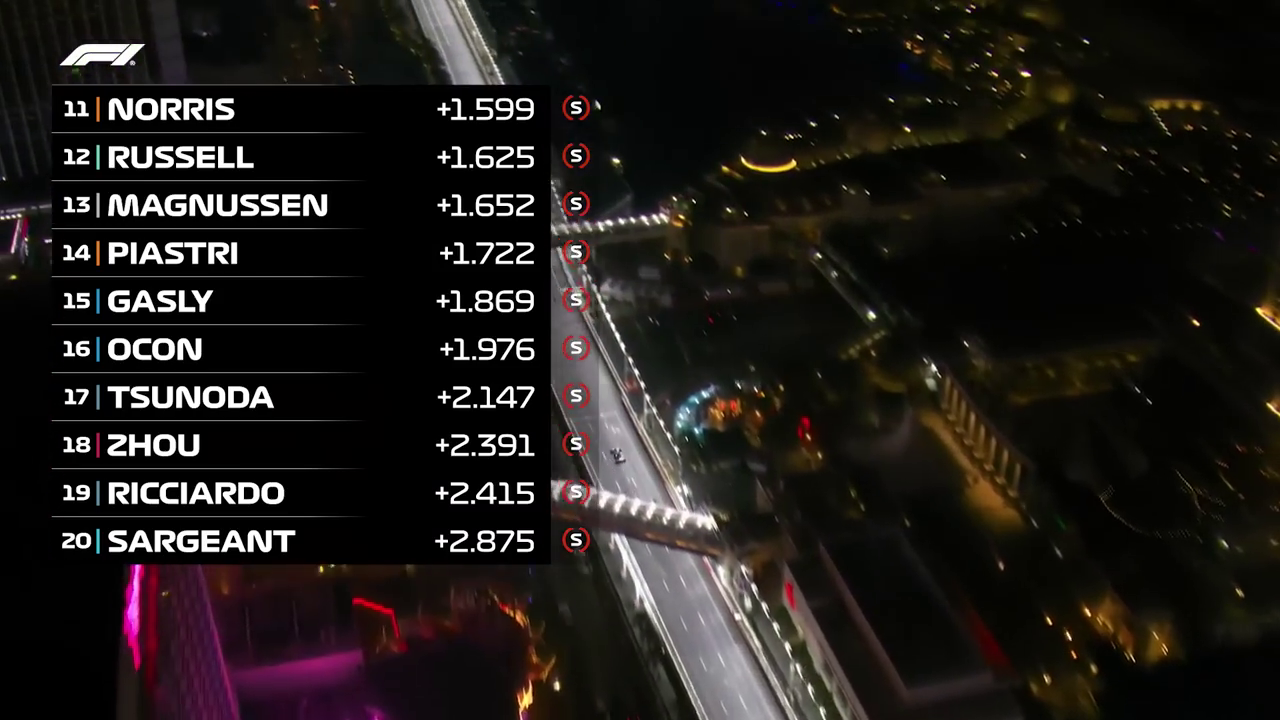 F1
11 NORRIS +1.599 S
12 RUSSELL +1.625 S
13 MAGNUSSEN +1.652 S
14 PIASTRI +1.722 S
15 GASLY +1.869 S
16 OCON +1.976 S
17 TSUNODA +2.147 S
18 ZHOU +2.391 S
19 RICCIARDO +2.415 S
20 SARGEANT +2.875 S